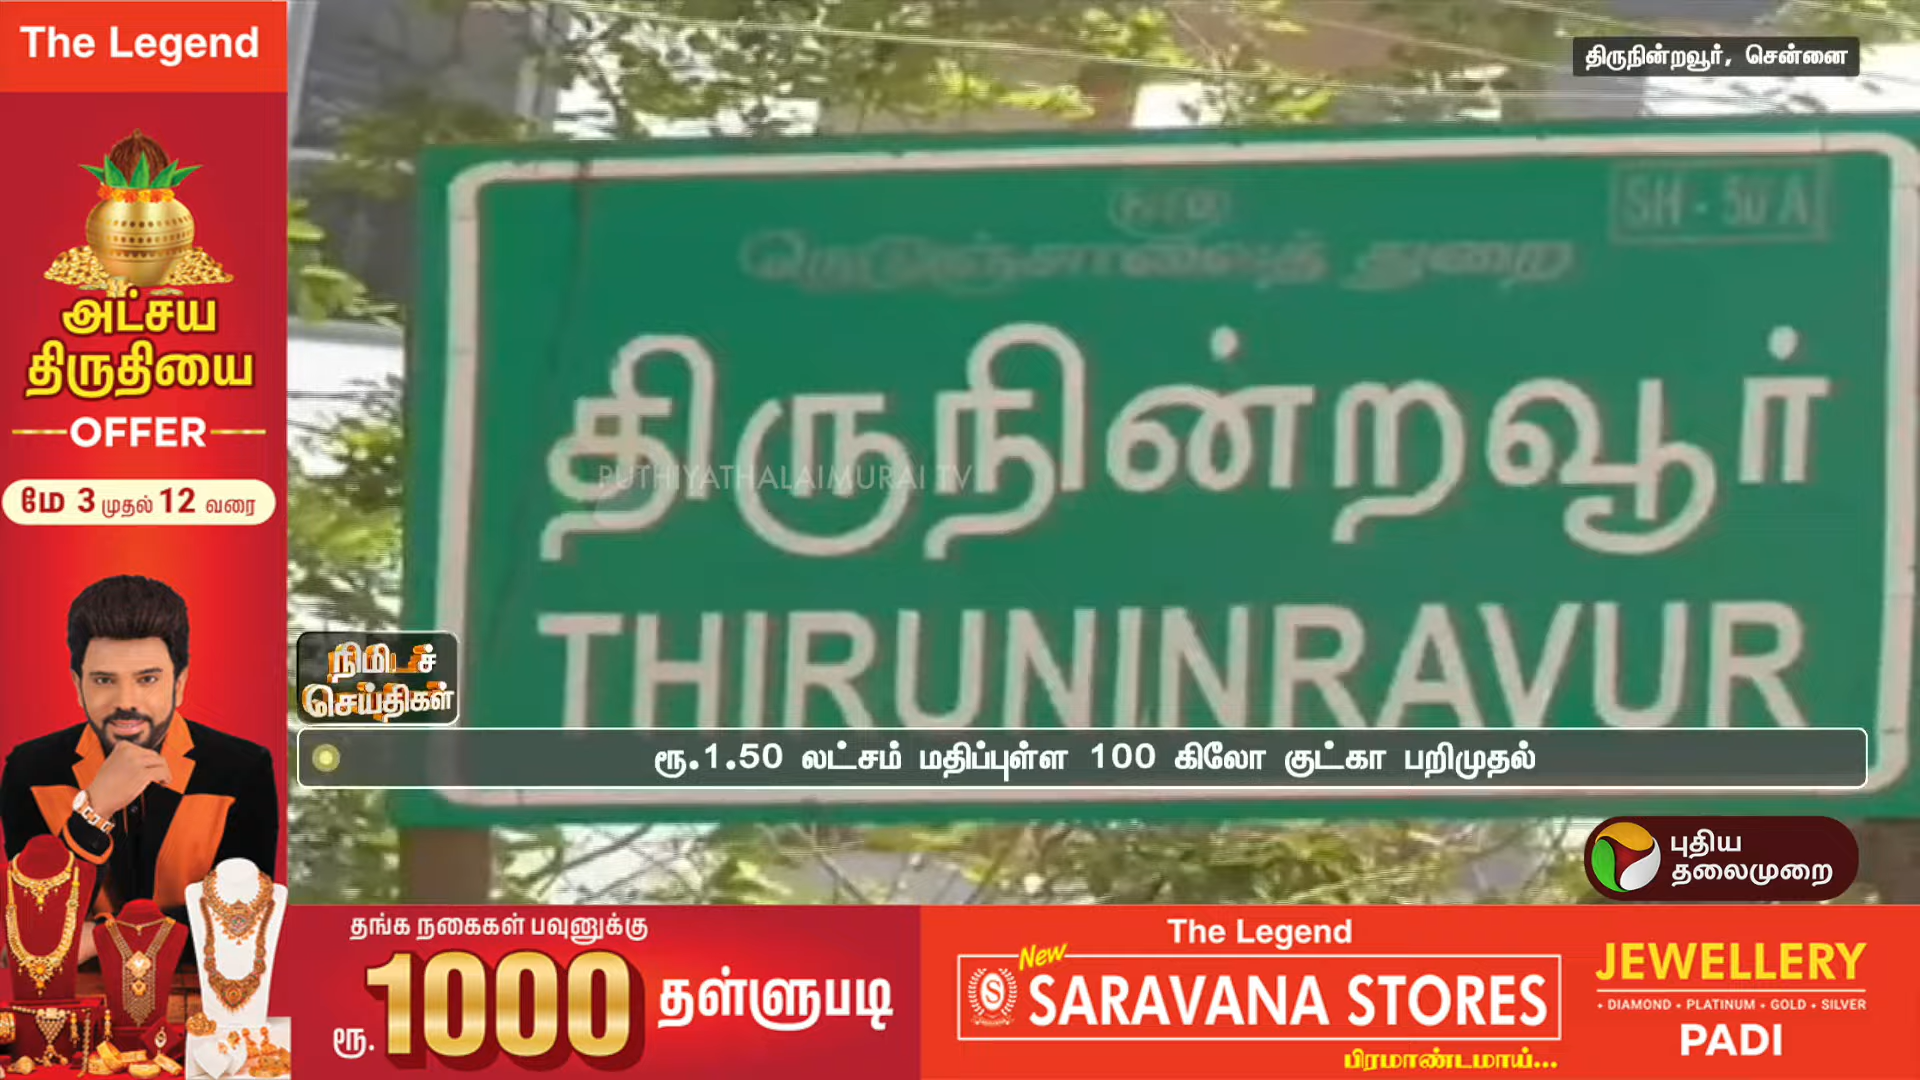 The Legend
அட்சய
திருதியை
OFFER
மே 3 முதல் 12 வரை
திருநின்றவூர், சென்னை
SH - 50 A
நெடுஞ்சாலைத் துறை
திருநின்றவூர்
PUTHIYATHALAIMURAI TV
THIRUNINRAVUR
நிமிடச்
செய்திகள்
ரூ.1.50 லட்சம் மதிப்புள்ள 100 கிலோ குட்கா பறிமுதல்
புதிய
தலைமுறை
தங்க நகைகள் பவுனுக்கு
ரூ.1000 தள்ளுபடி
The Legend
New
S SARAVANA STORES
பிரமாண்டமாய்...
JEWELLERY
• DIAMOND • PLATINUM • GOLD • SILVER
PADI